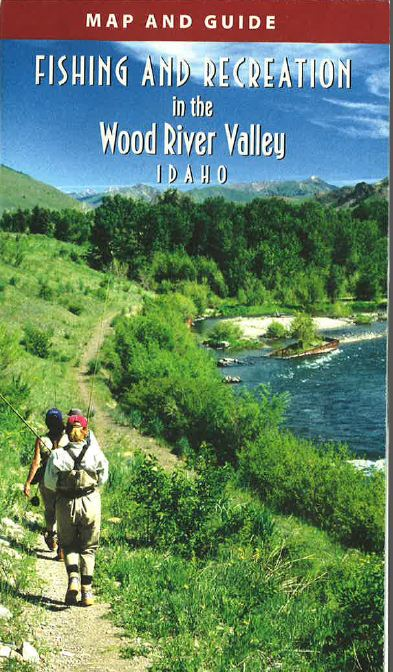 MAP AND GUIDE
FISHING AND RECREATION
in the
Wood River Valley
IDAHO